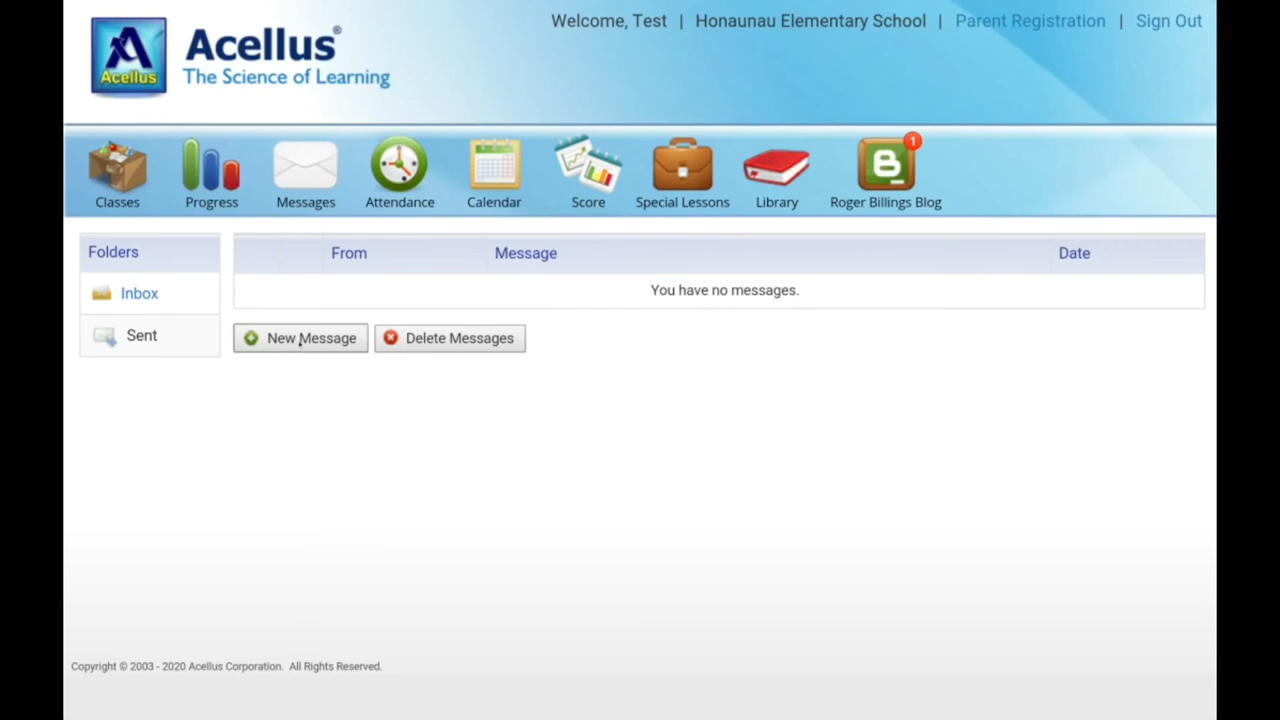 Welcome, Test | Honaunau Elementary School | Parent Registration | Sign Out
Acellus
Acellus®
The Science of Learning
Classes Progress Messages Attendance Calendar Score Special Lessons Library Roger Billings Blog 1
Folders
Inbox
Sent
From Message Date
You have no messages.
New Message Delete Messages
Copyright © 2003 - 2020 Acellus Corporation. All Rights Reserved.